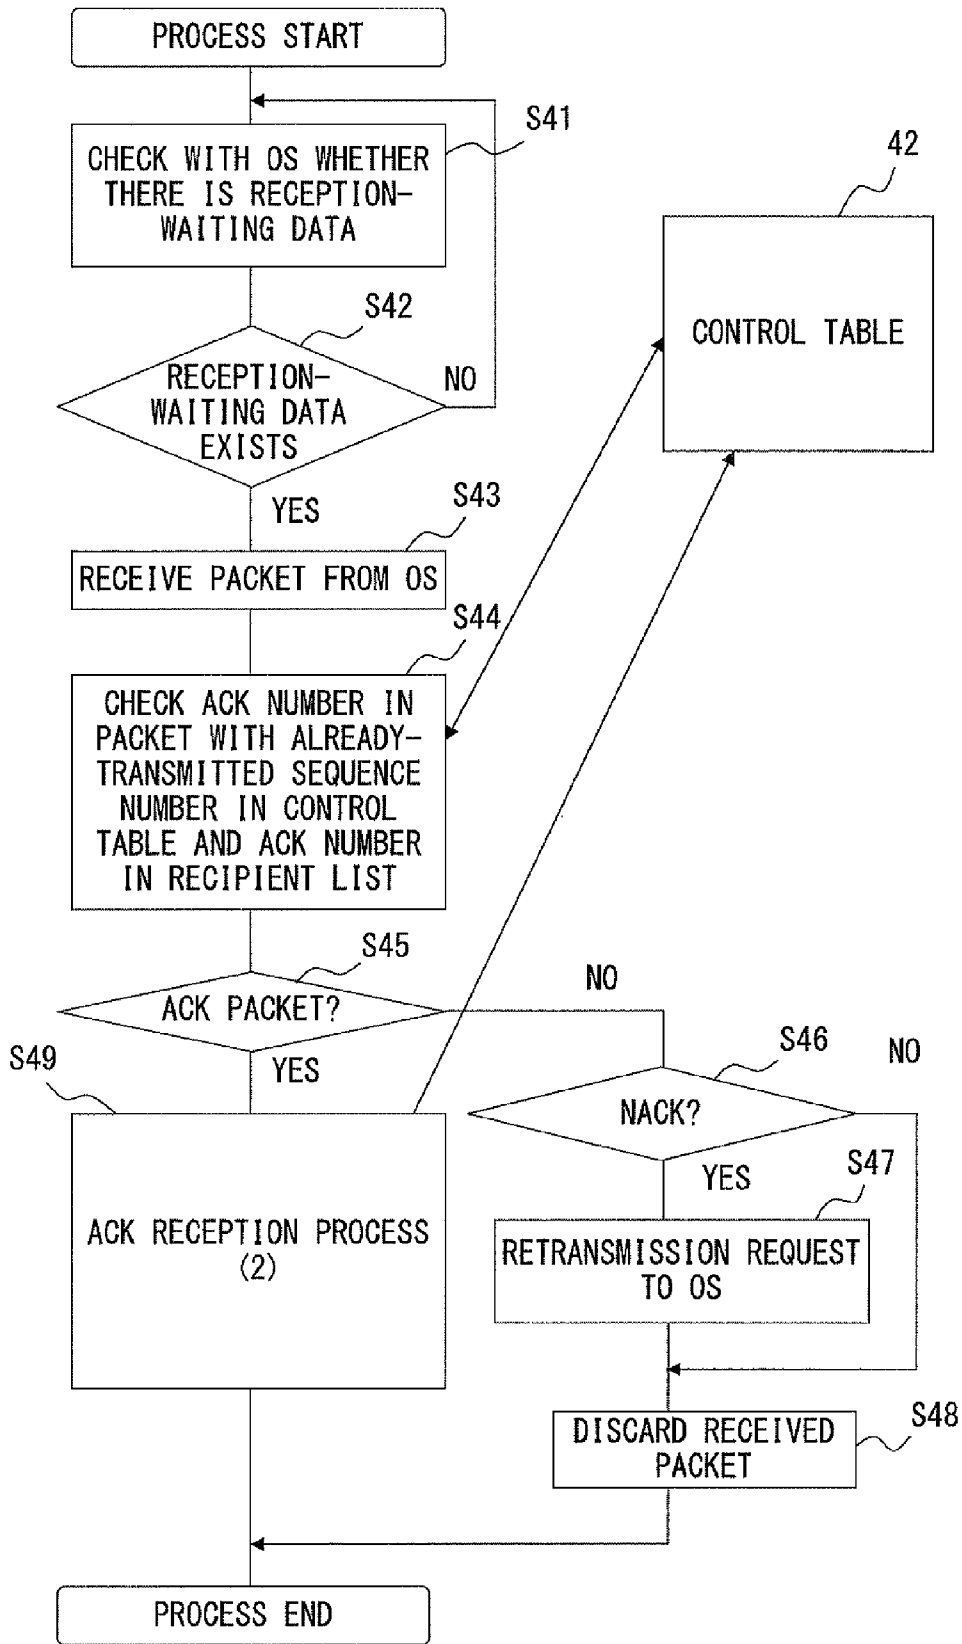 PROCESS START
S41
CHECK WITH OS WHETHER
THERE IS RECEPTION-
WAITING DATA
42
CONTROL TABLE
S42
RECEPTION-
WAITING DATA
EXISTS
NO
YES
S43
RECEIVE PACKET FROM OS
S44
CHECK ACK NUMBER IN
PACKET WITH ALREADY-
TRANSMITTED SEQUENCE
NUMBER IN CONTROL
TABLE AND ACK NUMBER
IN RECIPIENT LIST
S45
ACK PACKET?
NO
YES
S49
ACK RECEPTION PROCESS
(2)
S46
NO
NACK?
YES
S47
RETRANSMISSION REQUEST
TO OS
S48
DISCARD RECEIVED
PACKET
PROCESS END